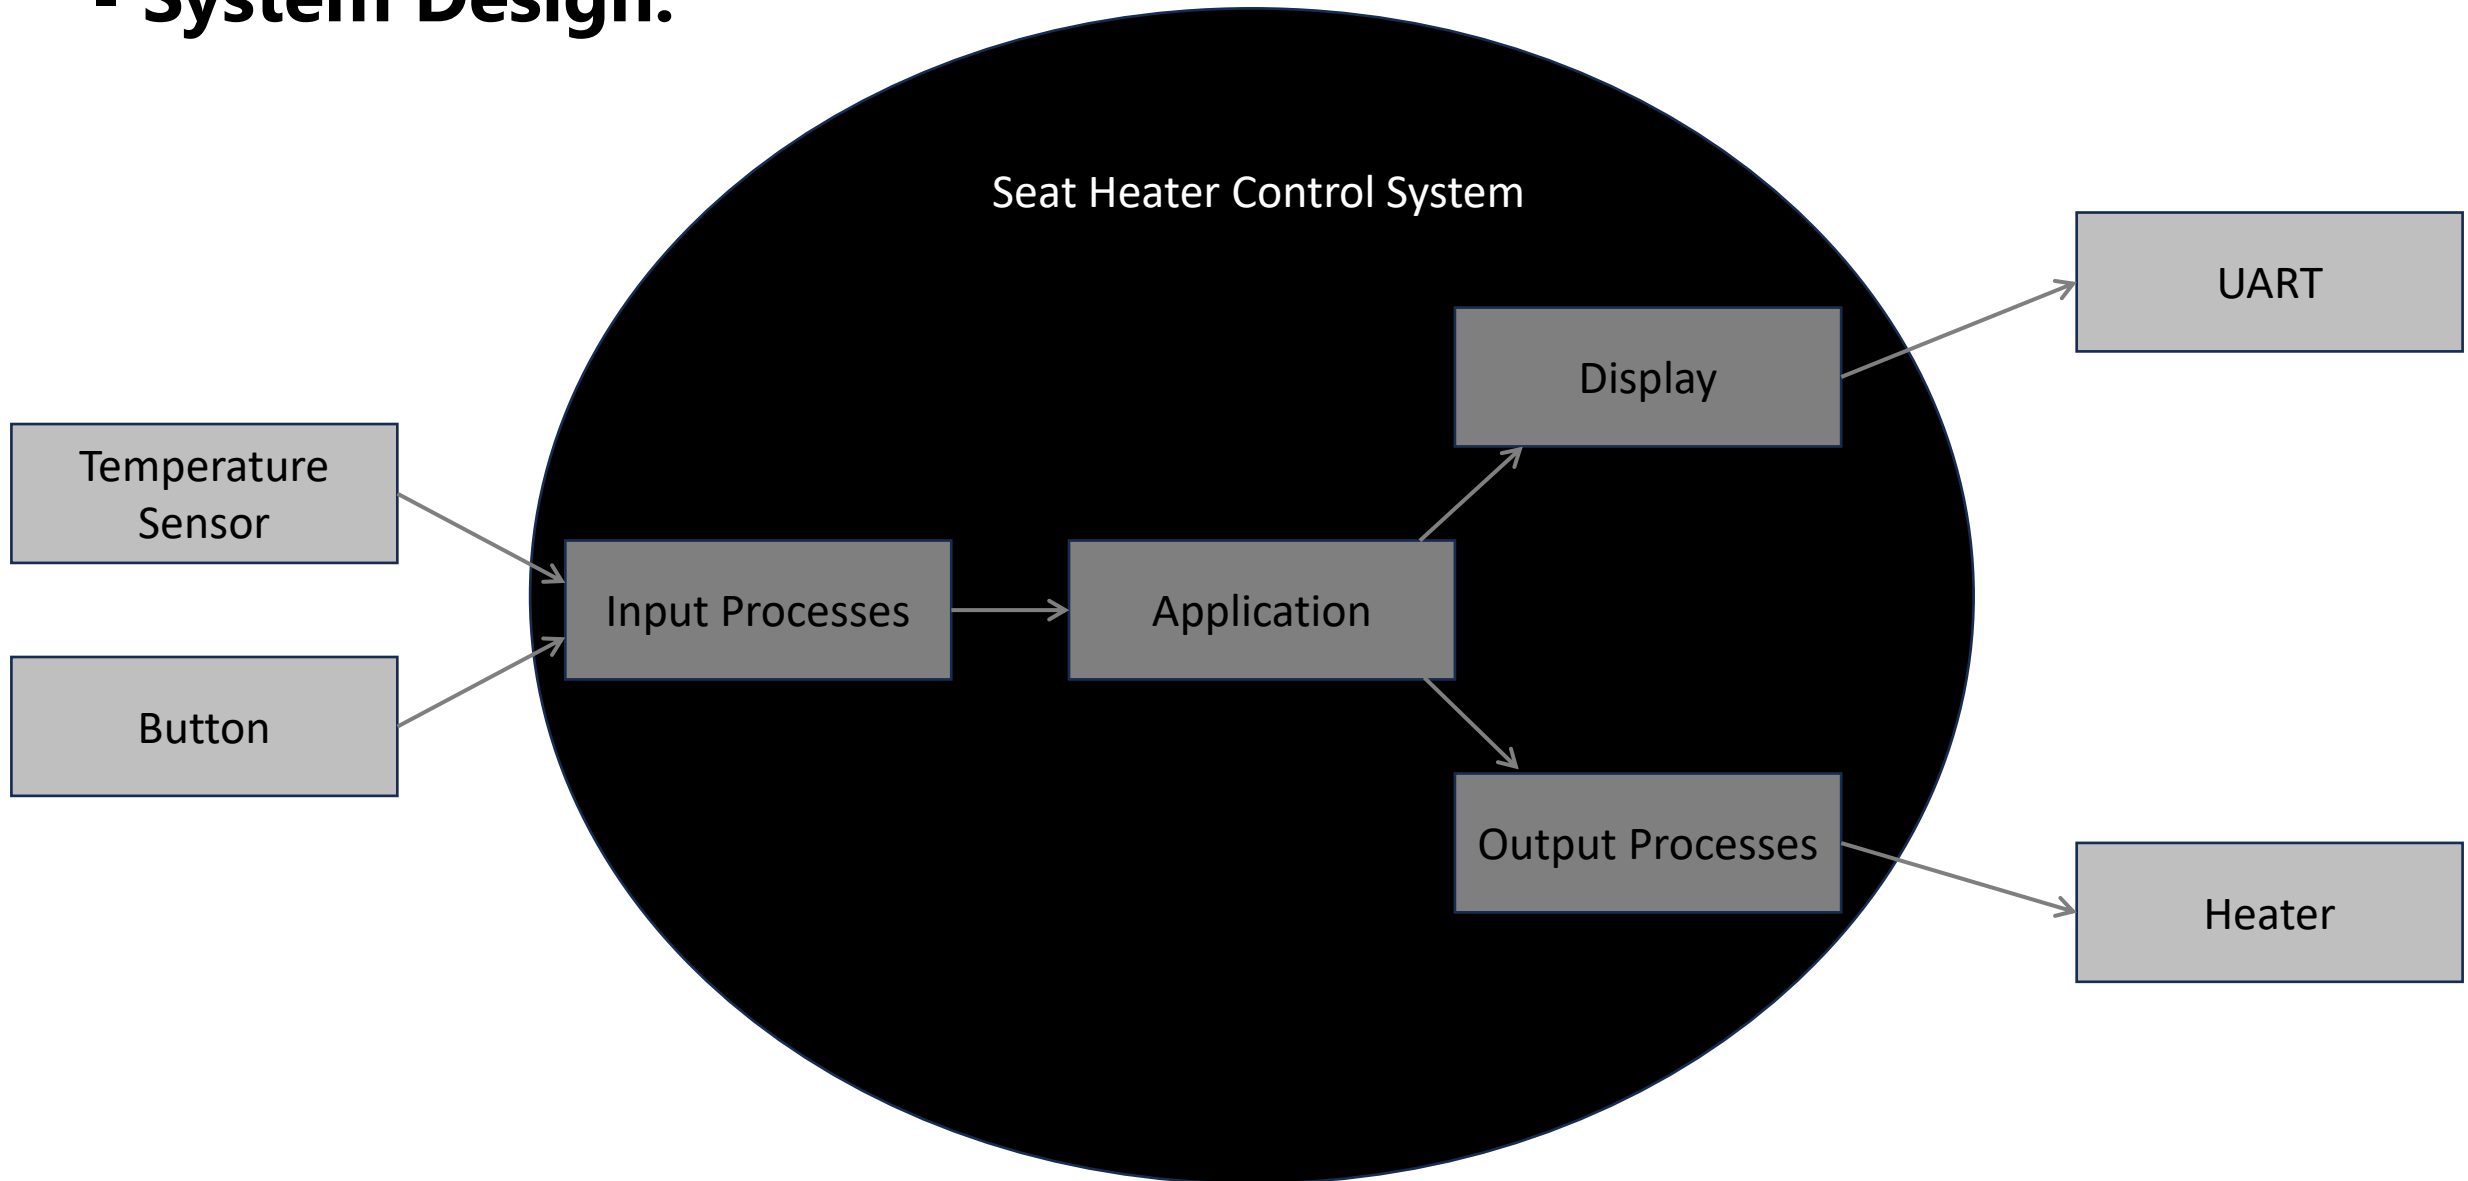 - System Design:
Seat Heater Control System
UART
Display
Temperature
Sensor
Input Processes
Application
Button
Output Processes
Heater